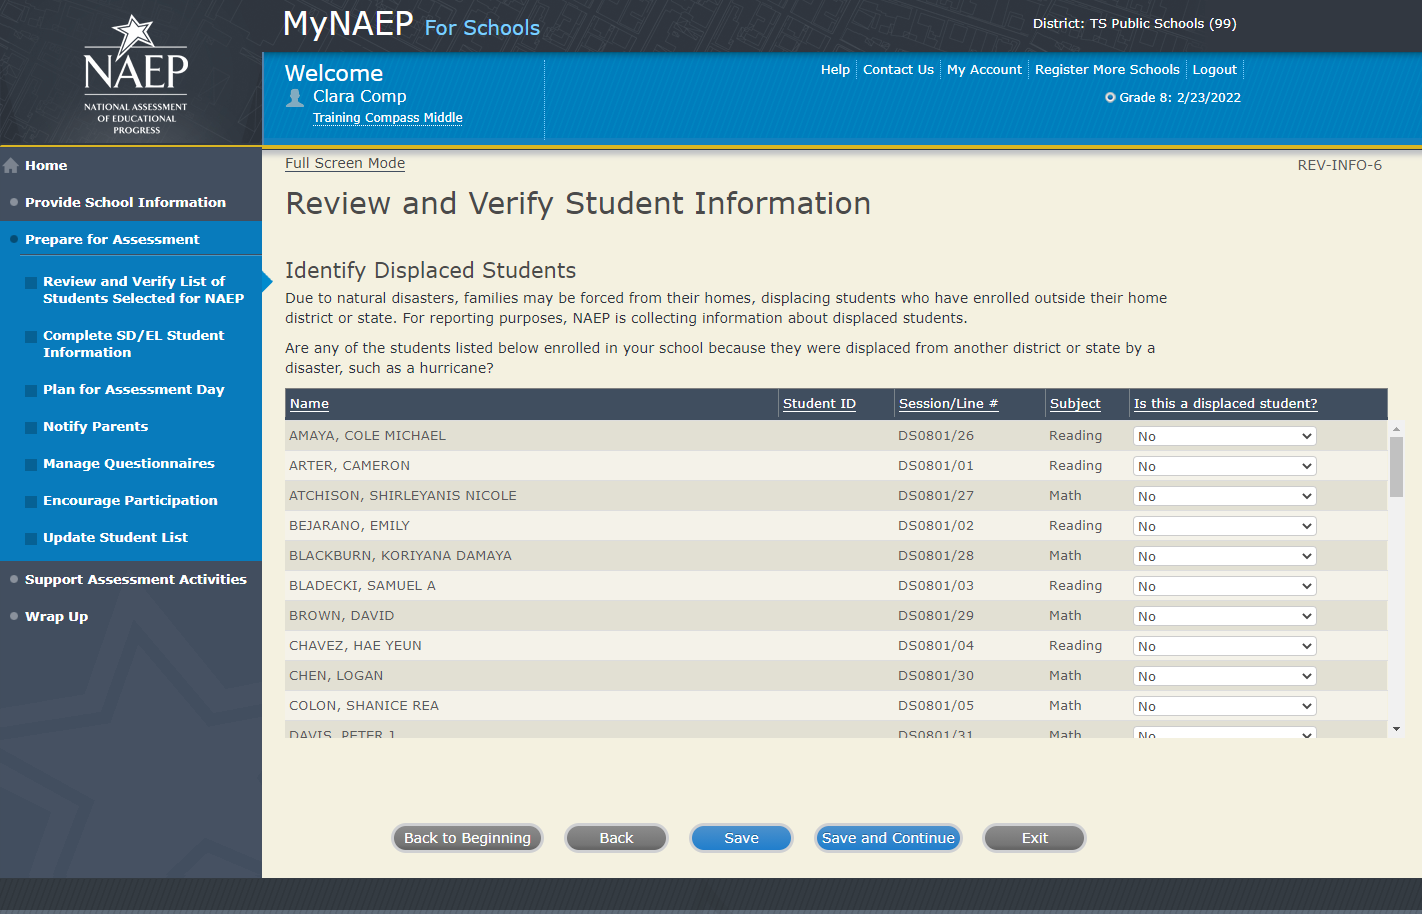 MyNAEP For Schools
District: TS Public Schools (99)
NAEP
NATIONAL ASSESSMENT
OF EDUCATIONAL
PROGRESS
Welcome
Clara Comp
Training Compass Middle
Help Contact Us My Account Register More Schools Logout
Grade 8: 2/23/2022
Home
Provide School Information
Prepare for Assessment
Review and Verify List of
Students Selected for NAEP
Complete SD/EL Student
Information
Plan for Assessment Day
Notify Parents
Manage Questionnaires
Encourage Participation
Update Student List
Support Assessment Activities
Wrap Up
Full Screen Mode
REV-INFO-6
Review and Verify Student Information
Identify Displaced Students
Due to natural disasters, families may be forced from their homes, displacing students who have enrolled outside their home
district or state. For reporting purposes, NAEP is collecting information about displaced students.
Are any of the students listed below enrolled in your school because they were displaced from another district or state by a
disaster, such as a hurricane?
Name Student ID Session/Line # Subject Is this a displaced student?
AMAYA, COLE MICHAEL DS0801/26 Reading No
ARTER, CAMERON DS0801/01 Reading No
ATCHISON, SHIRLEYANIS NICOLE DS0801/27 Math No
BEJARANO, EMILY DS0801/02 Reading No
BLACKBURN, KORIYANA DAMAYA DS0801/28 Math No
BLADECKI, SAMUEL A DS0801/03 Reading No
BROWN, DAVID DS0801/29 Math No
CHAVEZ, HAE YEUN DS0801/04 Reading No
CHEN, LOGAN DS0801/30 Math No
COLON, SHANICE REA DS0801/05 Math No
DAVIS, PETER J DS0801/31 Math No
Back to Beginning Back Save Save and Continue Exit